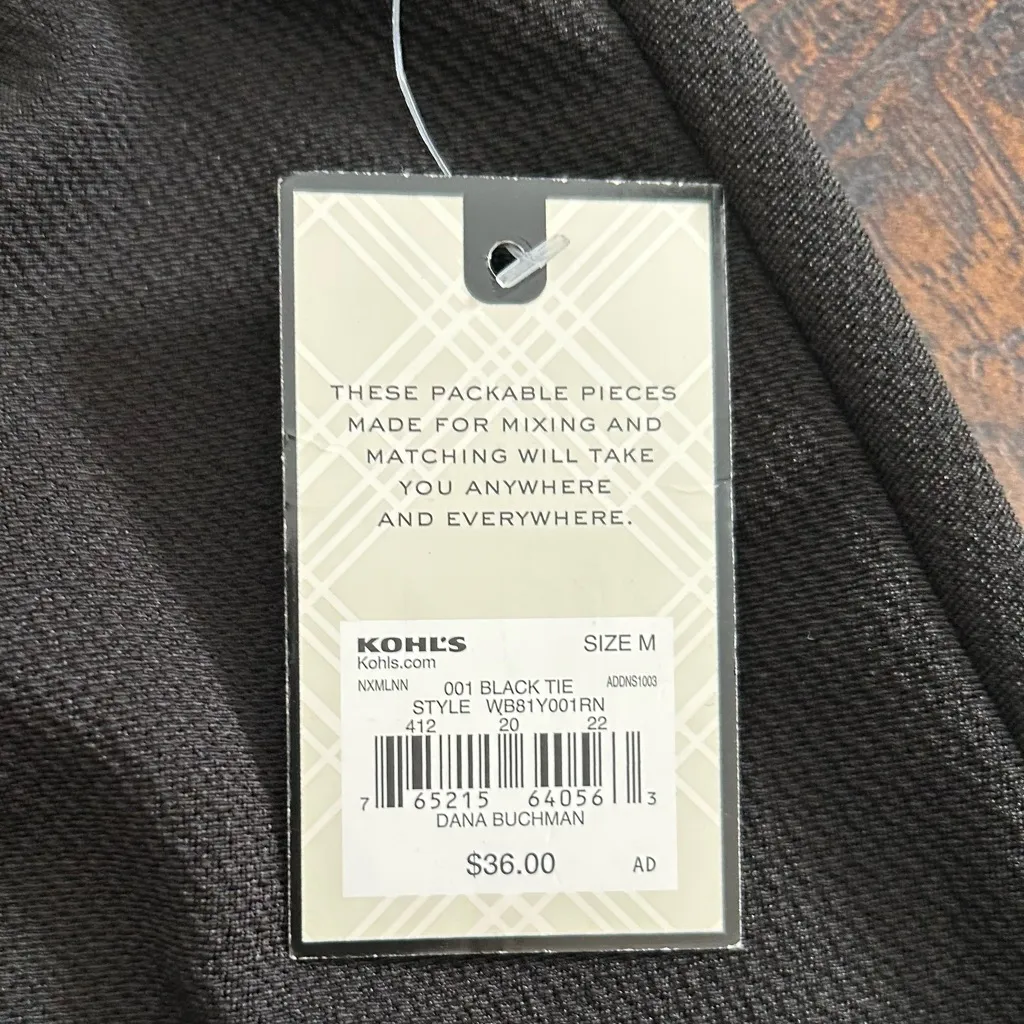 THESE PACKABLE PIECES
MADE FOR MIXING AND
MATCHING WILL TAKE
YOU ANYWHERE
AND EVERYWHERE.
KOHL'S SIZE M
Kohls.com
NXMLNN 001 BLACK TIE ADDNS1003
STYLE WB81Y001RN
412 20 22
7 65215 64056 3
DANA BUCHMAN
$36.00 AD